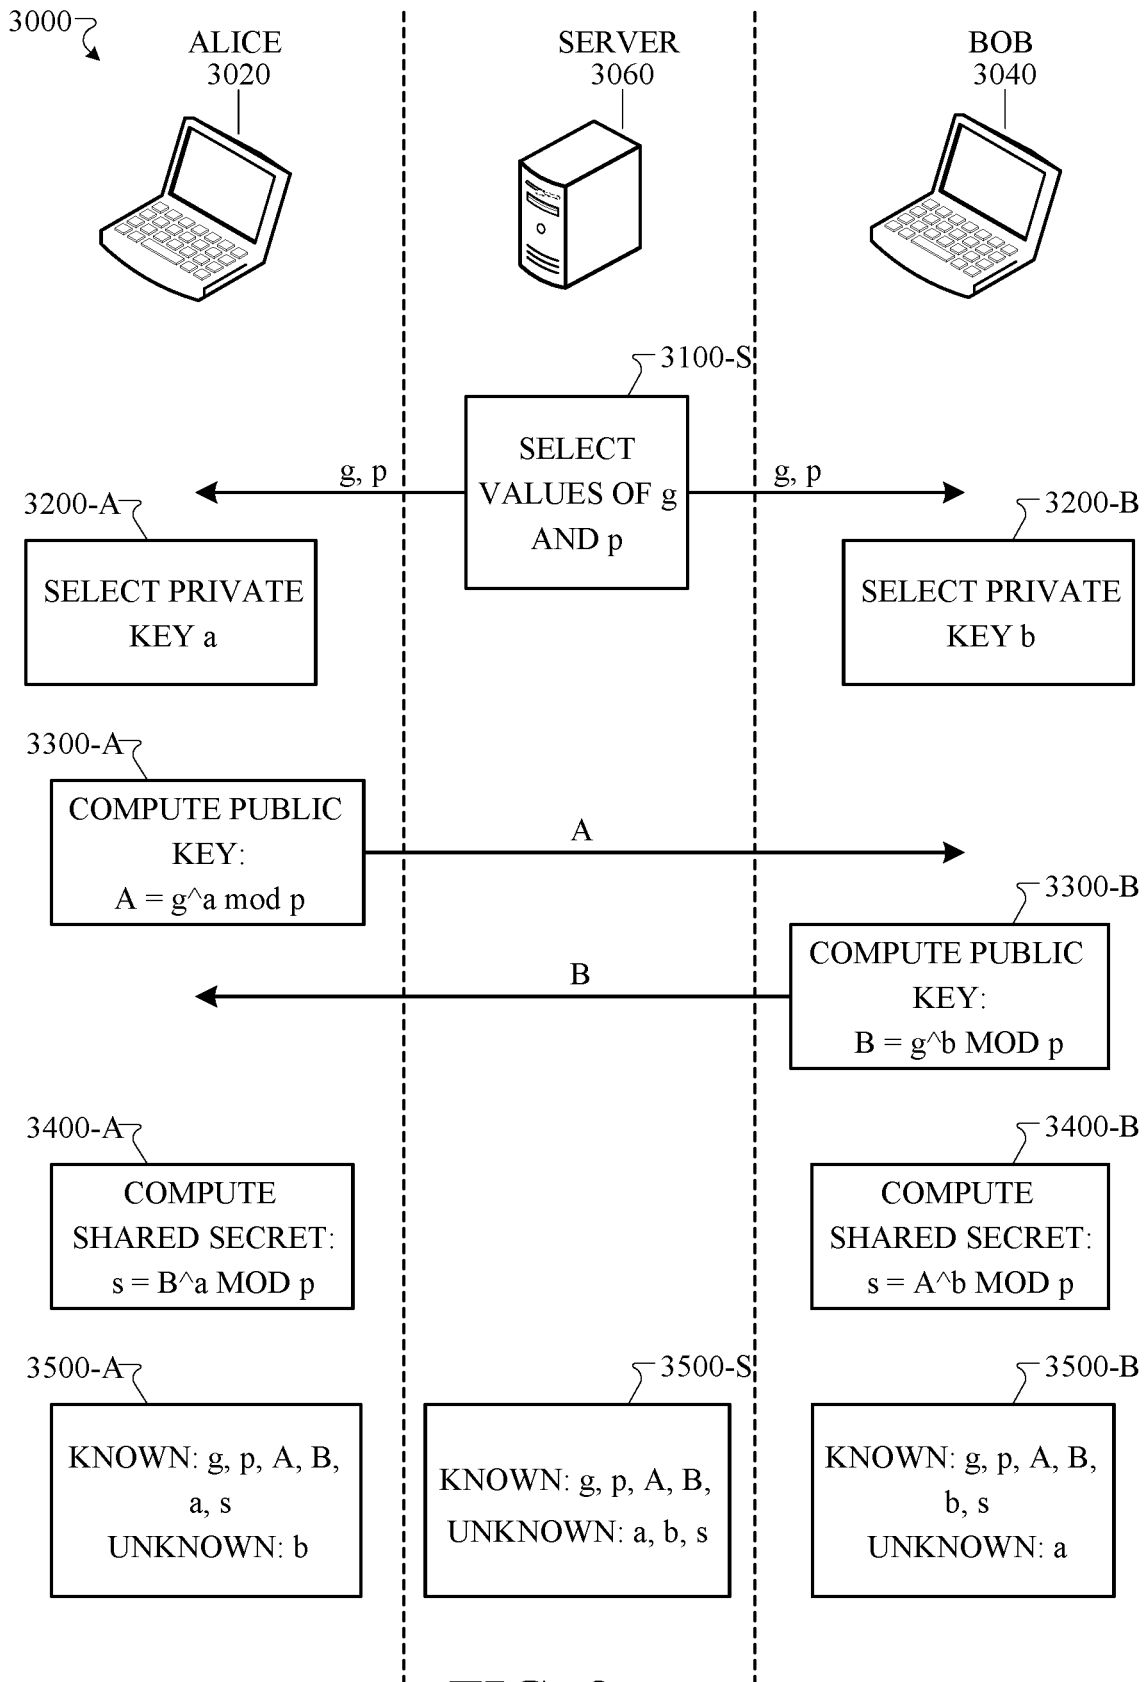 3000
ALICE
3020
SERVER
3060
BOB
3040
3100-S
SELECT
VALUES OF g
AND p
g, p
g, p
3200-A
SELECT PRIVATE
KEY a
3200-B
SELECT PRIVATE
KEY b
3300-A
COMPUTE PUBLIC
KEY:
A = g^a mod p
A
3300-B
COMPUTE PUBLIC
KEY:
B = g^b MOD p
B
3400-A
COMPUTE
SHARED SECRET:
s = B^a MOD p
3400-B
COMPUTE
SHARED SECRET:
s = A^b MOD p
3500-A
KNOWN: g, p, A, B,
a, s
UNKNOWN: b
3500-S
KNOWN: g, p, A, B,
UNKNOWN: a, b, s
3500-B
KNOWN: g, p, A, B,
b, s
UNKNOWN: a